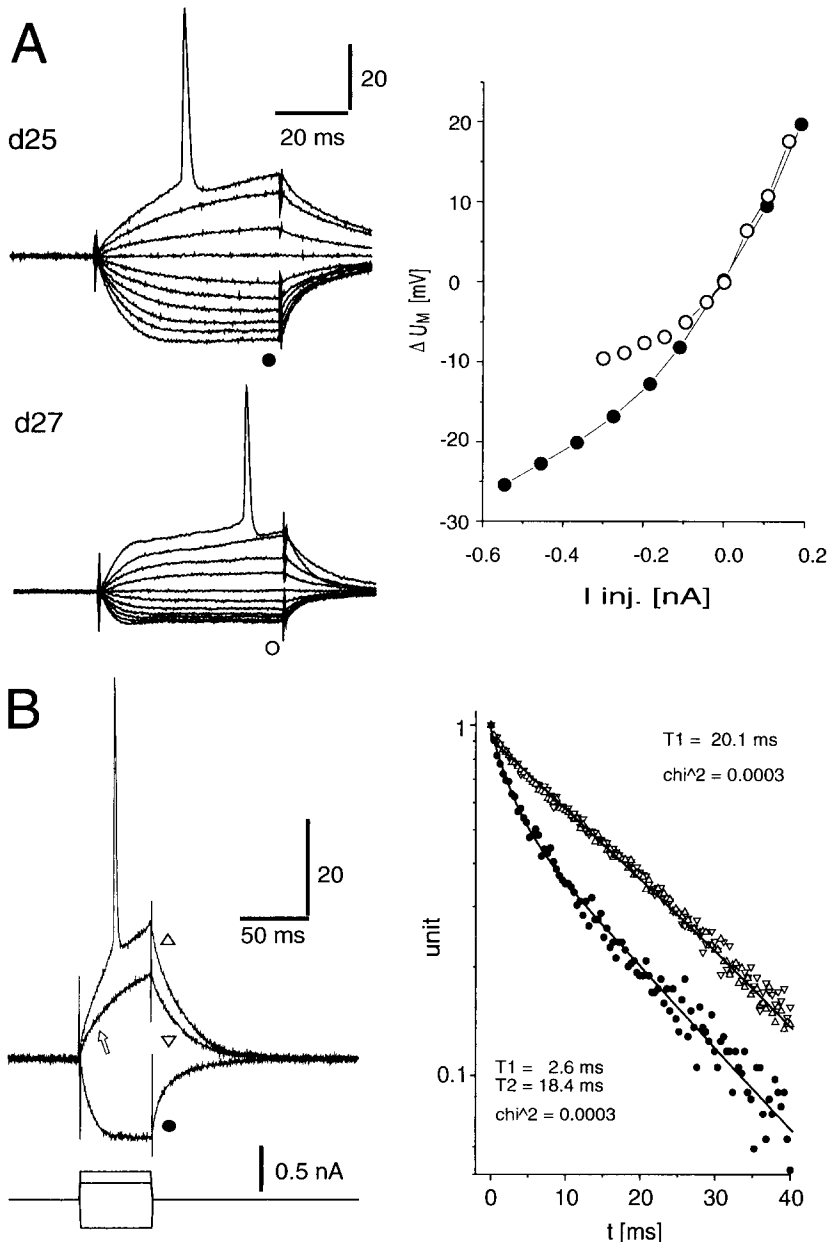 A
20
20 ms
d25
d27
20
10
0
-10
-20
-30
Δ U_M [mV]
-0.6
-0.4
-0.2
0.0
0.2
I inj. [nA]
B
20
50 ms
0.5 nA
1
0.1
unit
T1 = 20.1 ms
chi^2 = 0.0003
T1 = 2.6 ms
T2 = 18.4 ms
chi^2 = 0.0003
0
10
20
30
40
t [ms]